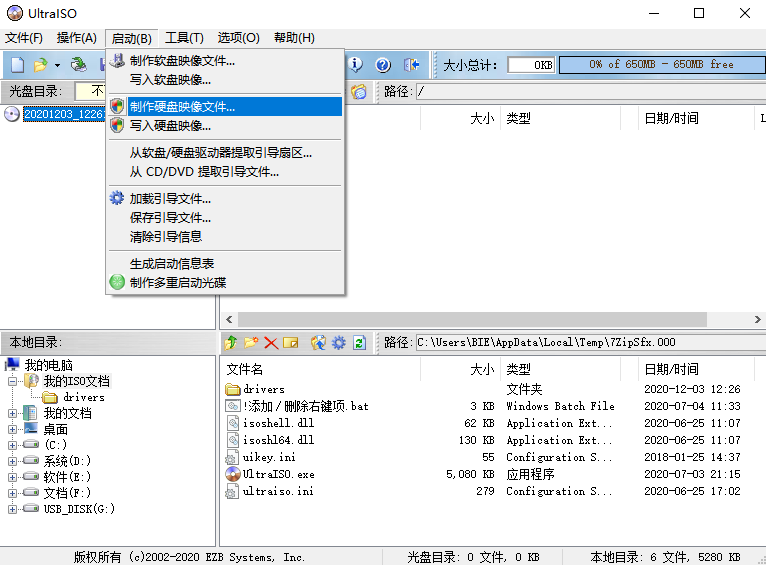 UltraISO
文件(F) 操作(A) 启动(B) 工具(T) 选项(O) 帮助(H)
大小总计: 0KB 0% of 650MB - 650MB free
光盘目录: 不
路径: /
20201203_1226
大小 类型 日期/时间
制作软盘映像文件...
写入软盘映像...
制作硬盘映像文件...
写入硬盘映像...
从软盘/硬盘驱动器提取引导扇区...
从 CD/DVD 提取引导文件...
加载引导文件...
保存引导文件...
清除引导信息
生成启动信息表
制作多重启动光碟
本地目录:
路径: C:\Users\BIE\AppData\Local\Temp\7ZipSfx.000
我的电脑
我的ISO文档
drivers
我的文档
桌面
(C:)
系统(D:)
软件(E:)
文档(F:)
USB_DISK(G:)
文件名 大小 类型 日期/时间
drivers 文件夹 2020-12-03 12:26
!添加／删除右键项.bat 3 KB Windows Batch File 2020-07-04 11:33
isoshell.dll 62 KB Application Ext... 2020-06-25 11:07
isoshl64.dll 130 KB Application Ext... 2020-06-25 11:07
uikey.ini 55 Configuration S... 2018-01-25 14:37
UltraISO.exe 5,080 KB 应用程序 2020-07-03 21:15
ultraiso.ini 279 Configuration S... 2020-06-25 17:02
版权所有 (c)2002-2020 EZB Systems, Inc. 光盘目录: 0 文件, 0 KB 本地目录: 6 文件, 5280 KB